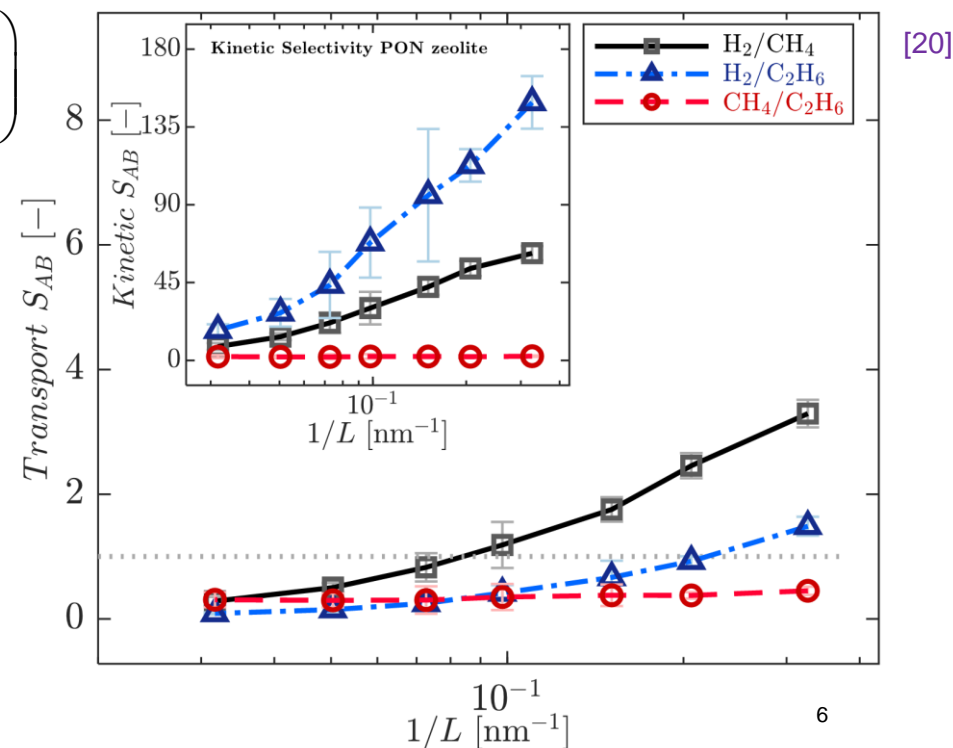 [20]
Kinetic Selectivity PON zeolite
H₂/CH₄
H₂/C₂H₆
CH₄/C₂H₆
Transport S_AB [−]
8
6
4
2
0
Kinetic S_AB [−]
180
135
90
45
0
10⁻¹
1/L [nm⁻¹]
10⁻¹
1/L [nm⁻¹]
6